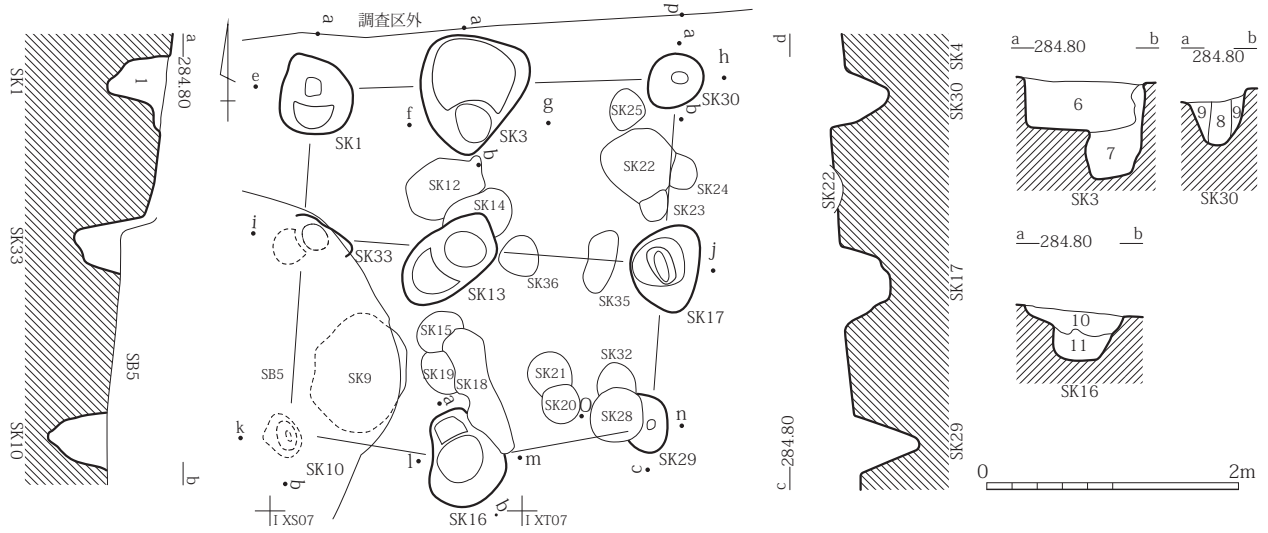 調査区外
a
a
d
a
e
f
g
h
SK1
SK3
SK30
b
b
SK25
SK22
SK24
SK23
SK12
SK14
i
SK33
SK13
SK36
SK35
j
SK17
SB5
SK9
SK15
SK19
SK18
a
SK21
SK20
SK32
SK28
o
n
SK29
c
k
SK10
b
l
m
SK16
b
I XS07
I XT07
a
284.80
SK1
1
SK33
SB5
SK10
b
d
SK4
SK30
SK22
SK17
SK29
c
284.80
a 284.80 b
6
7
SK3
a 284.80 b
9 8 9
SK30
a 284.80 b
10
11
SK16
0 2m